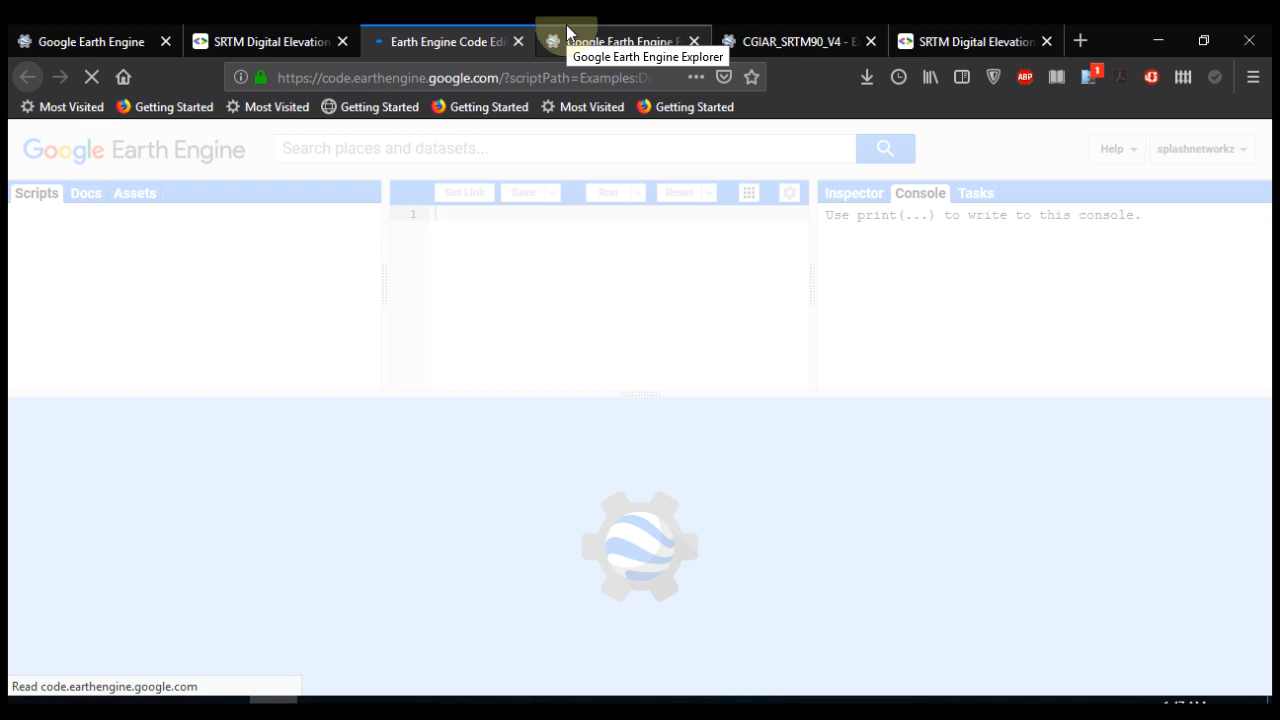 Google Earth Engine
SRTM Digital Elevation
Earth Engine Code Edi
Google Earth Engine E
CGIAR_SRTM90_V4 - E
SRTM Digital Elevation
Google Earth Engine Explorer
https://code.earthengine.google.com/?scriptPath=Examples:D
ABP
1
Most Visited Getting Started Most Visited Getting Started Getting Started Most Visited Getting Started
Google Earth Engine
Search places and datasets...
Help
splashnetworkz
Scripts Docs Assets
Get Link Save Run Reset
Inspector Console Tasks
1
Use print(...) to write to this console.
Read code.earthengine.google.com